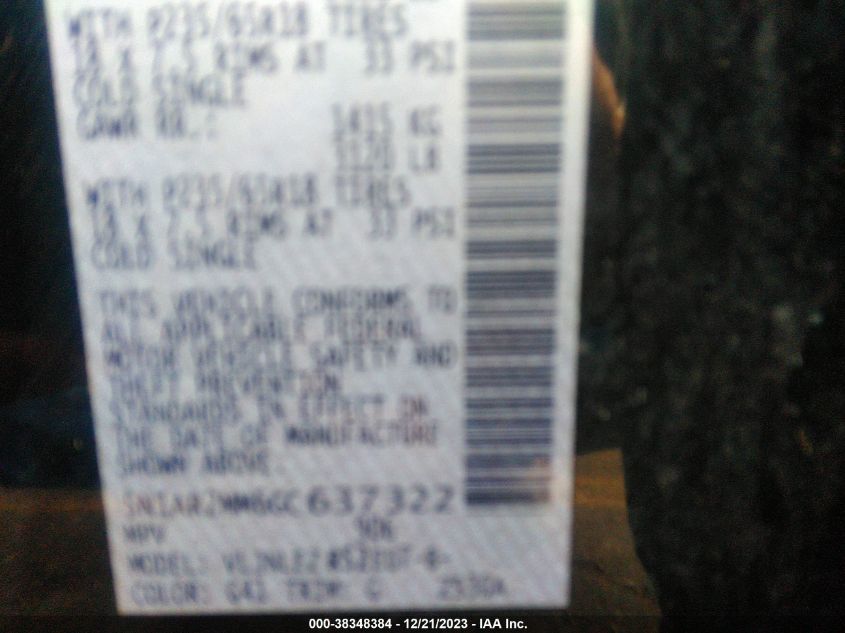 WITH P235/65R18 TIRES
18 X 7.5 RIMS AT 33 PSI
COLD SINGLE
GAWR RR.: 1415 KG
3120 LB
WITH P235/65R18 TIRES
18 X 7.5 RIMS AT 33 PSI
COLD SINGLE
THIS VEHICLE CONFORMS TO
ALL APPLICABLE FEDERAL
MOTOR VEHICLE SAFETY AND
THEFT PREVENTION
STANDARDS IN EFFECT ON
THE DATE OF MANUFACTURE
SHOWN ABOVE.
5N1AR2MM6GC637322
MPV
MODEL:
COLOR: TRIM: G
000-38348384 - 12/21/2023 - IAA Inc.